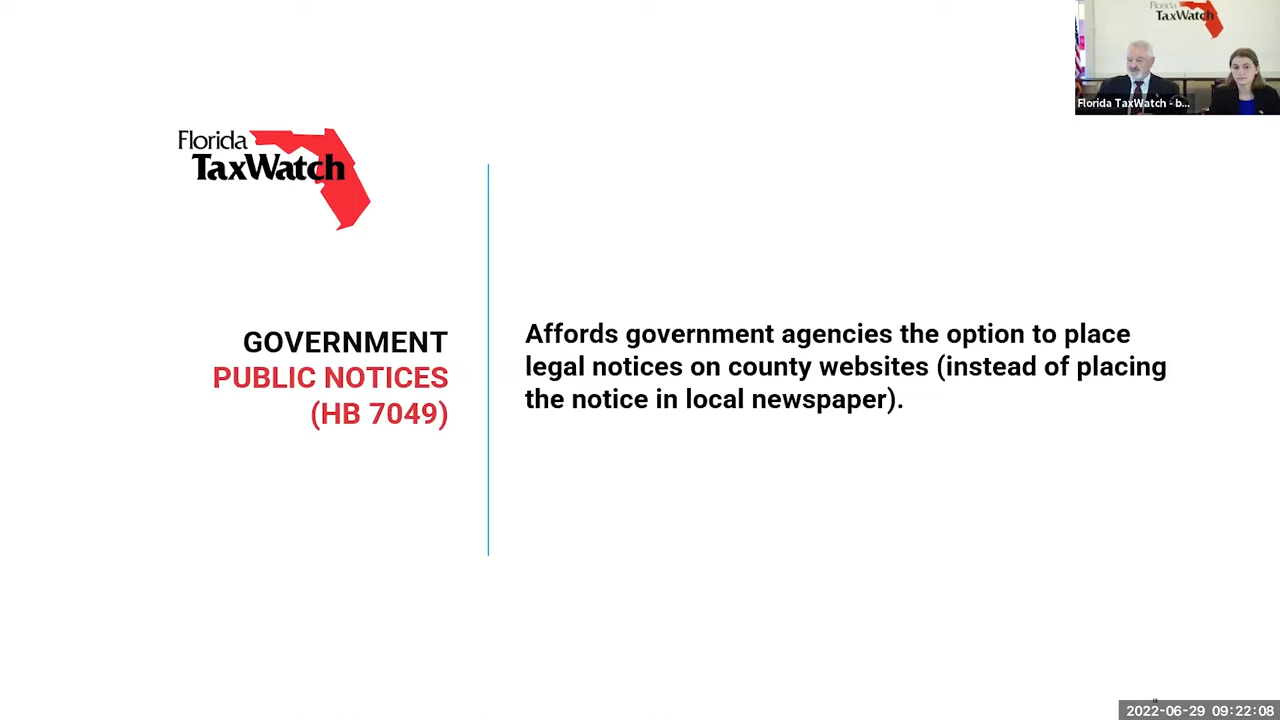 Florida
TaxWatch
Florida TaxWatch - b...
Florida
TaxWatch
GOVERNMENT
PUBLIC NOTICES
(HB 7049)
Affords government agencies the option to place
legal notices on county websites (instead of placing
the notice in local newspaper).
2022-06-29 09:22:08